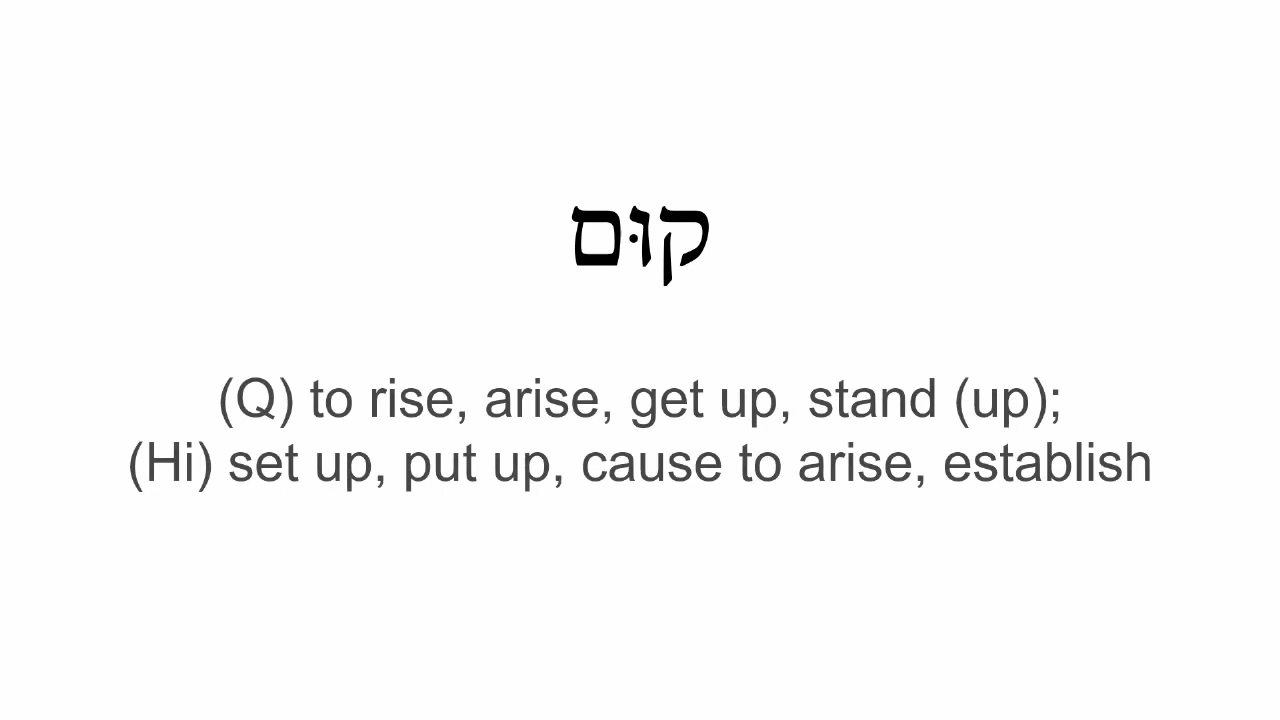 קוּם
(Q) to rise, arise, get up, stand (up);
(Hi) set up, put up, cause to arise, establish